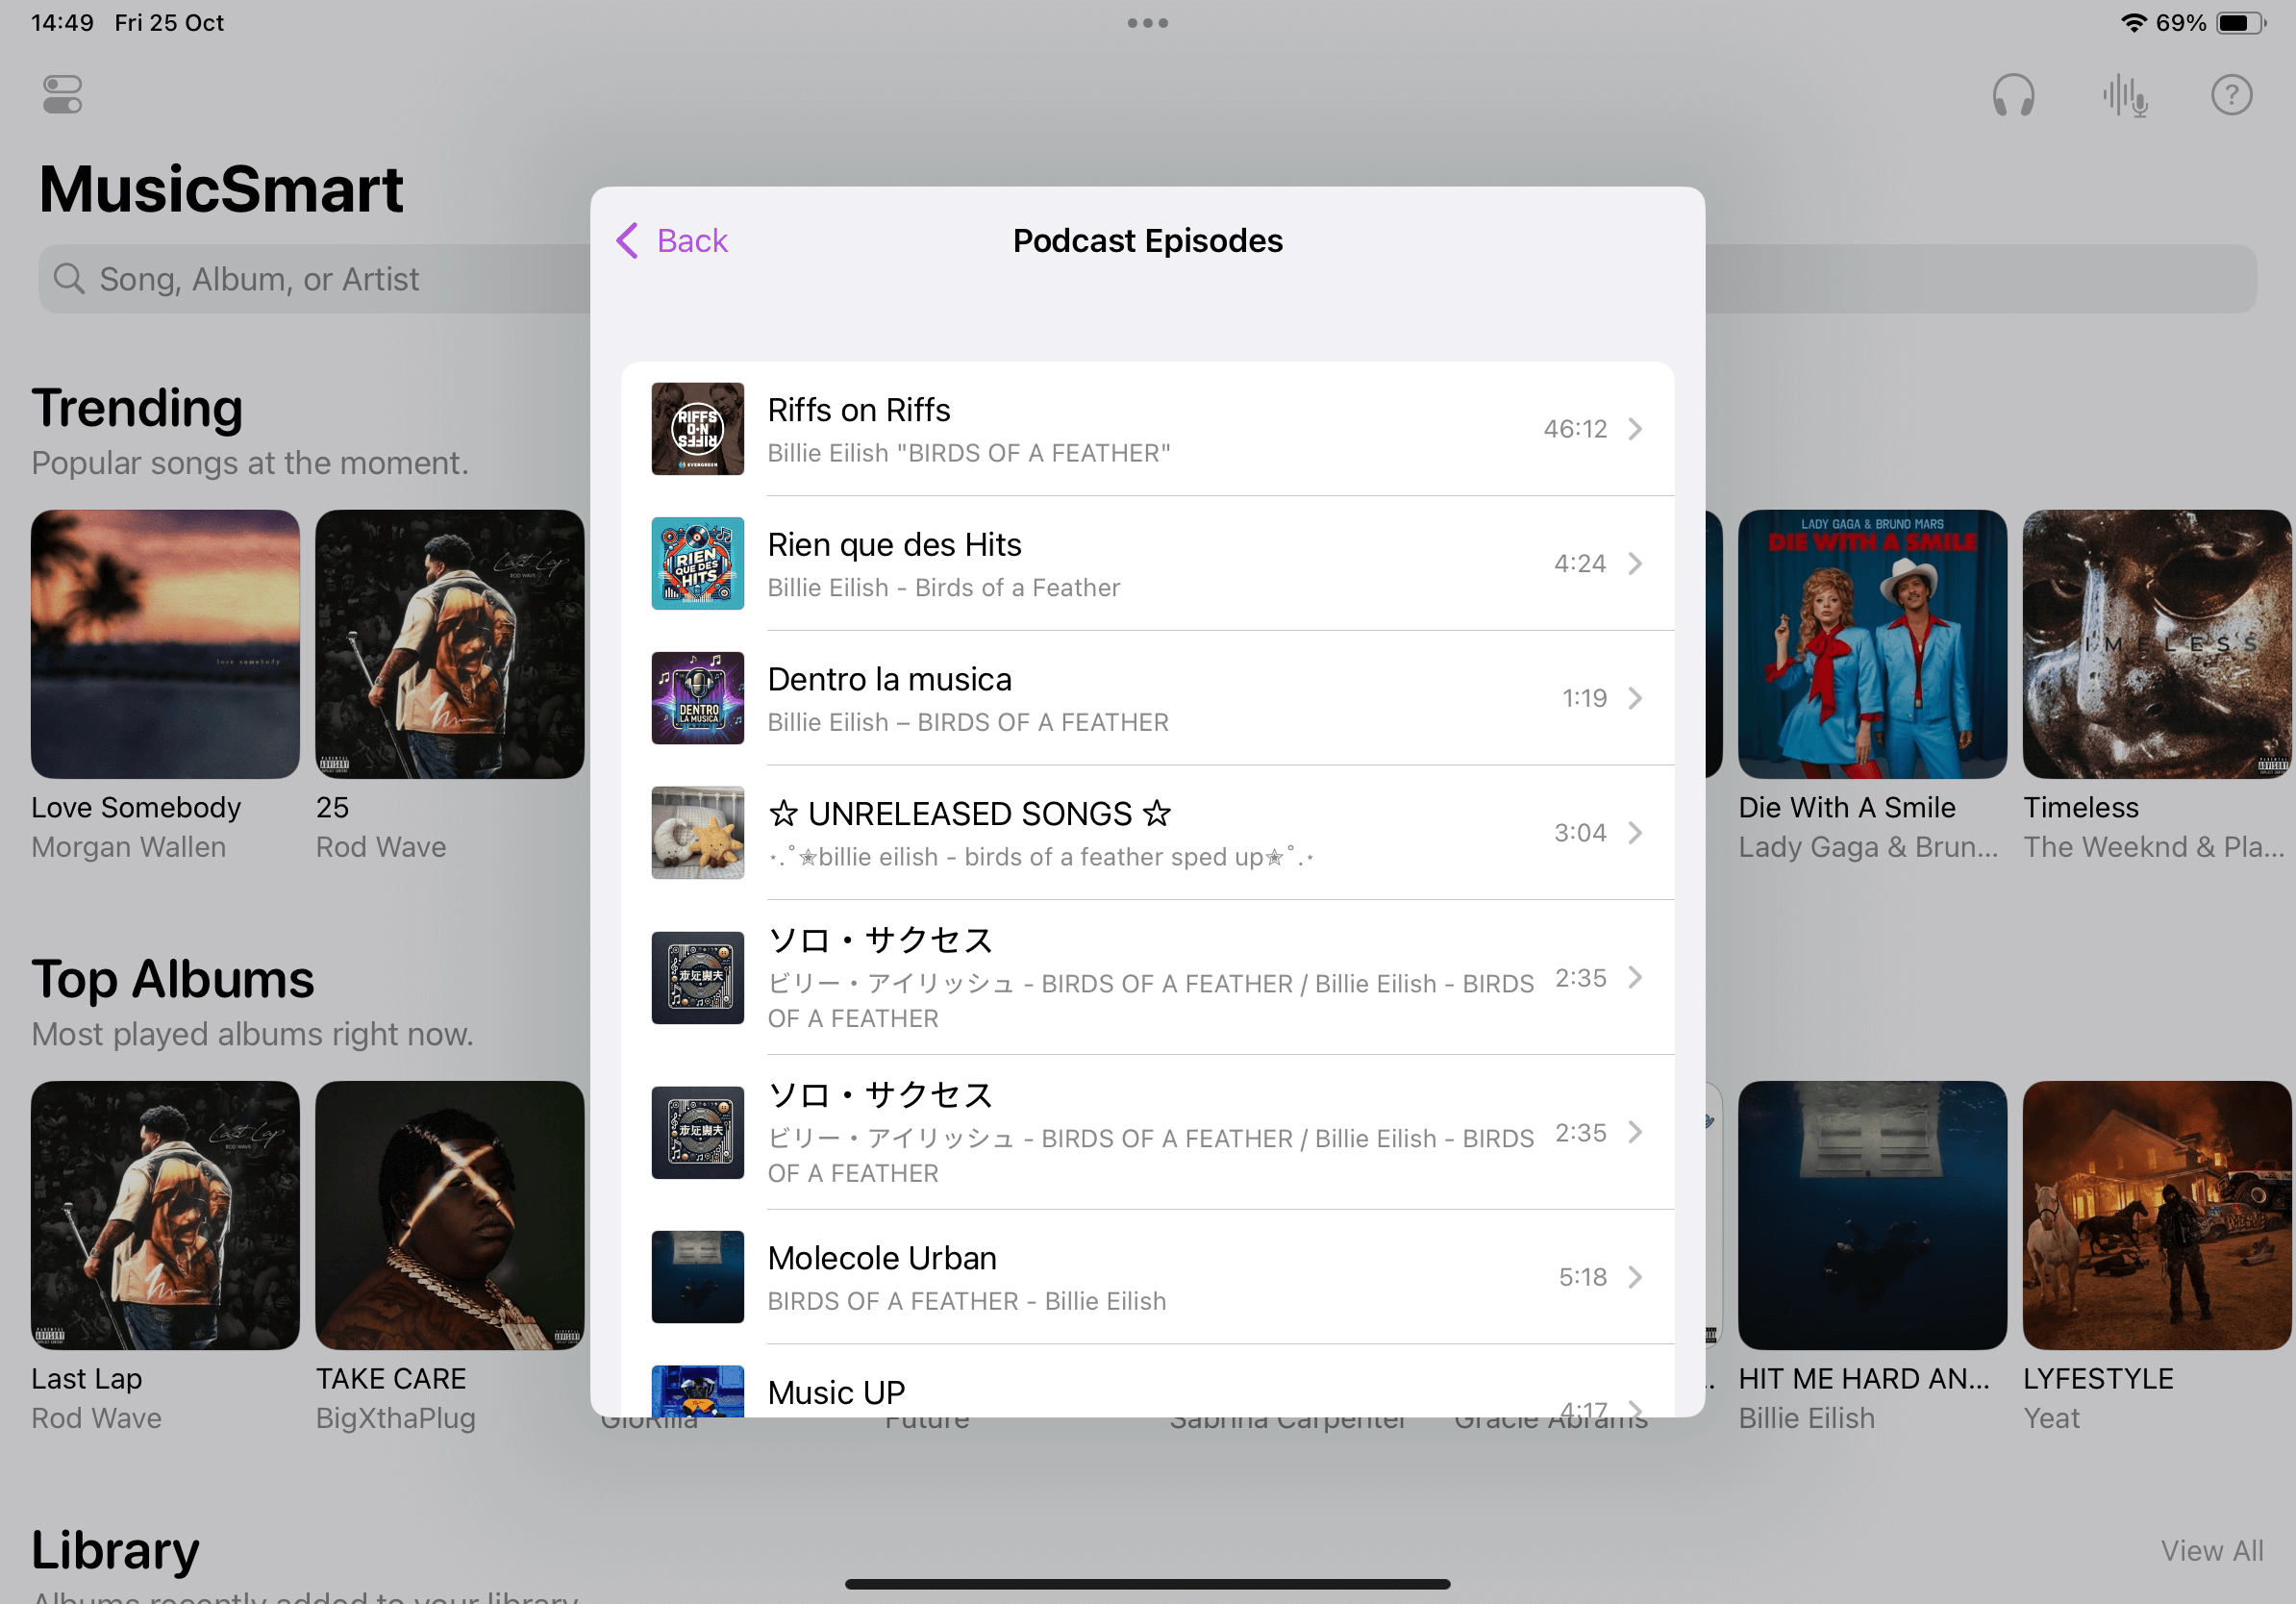 14:49 Fri 25 Oct
69%
MusicSmart
Song, Album, or Artist
Trending
Popular songs at the moment.
love somebody
Last Lap
ROD WAVE
LADY GAGA & BRUNO MARS
DIE WITH A SMILE
TIMELESS
Love Somebody
Morgan Wallen
25
Rod Wave
Die With A Smile
Lady Gaga & Brun...
Timeless
The Weeknd & Pla...
Top Albums
Most played albums right now.
Last Lap
ROD WAVE
Last Lap
Rod Wave
TAKE CARE
BigXthaPlug
GloRilla
Future
Sabrina Carpenter
Gracie Abrams
HIT ME HARD AN...
Billie Eilish
LYFESTYLE
Yeat
Library
View All
Albums recently added to your library
Back
Podcast Episodes
RIFFS
ON
RIFFS
EVERGREEN
Riffs on Riffs
Billie Eilish "BIRDS OF A FEATHER"
46:12
RIEN
QUE DES
HITS
Rien que des Hits
Billie Eilish - Birds of a Feather
4:24
DENTRO
LA MUSICA
Dentro la musica
Billie Eilish – BIRDS OF A FEATHER
1:19
☆ UNRELEASED SONGS ☆
⋆.˚✮billie eilish - birds of a feather sped up✮˚.⋆
3:04
ソロ・サクセス
ビリー・アイリッシュ - BIRDS OF A FEATHER / Billie Eilish - BIRDS
OF A FEATHER
2:35
ソロ・サクセス
ビリー・アイリッシュ - BIRDS OF A FEATHER / Billie Eilish - BIRDS
OF A FEATHER
2:35
Molecole Urban
BIRDS OF A FEATHER - Billie Eilish
5:18
Music UP
4:17